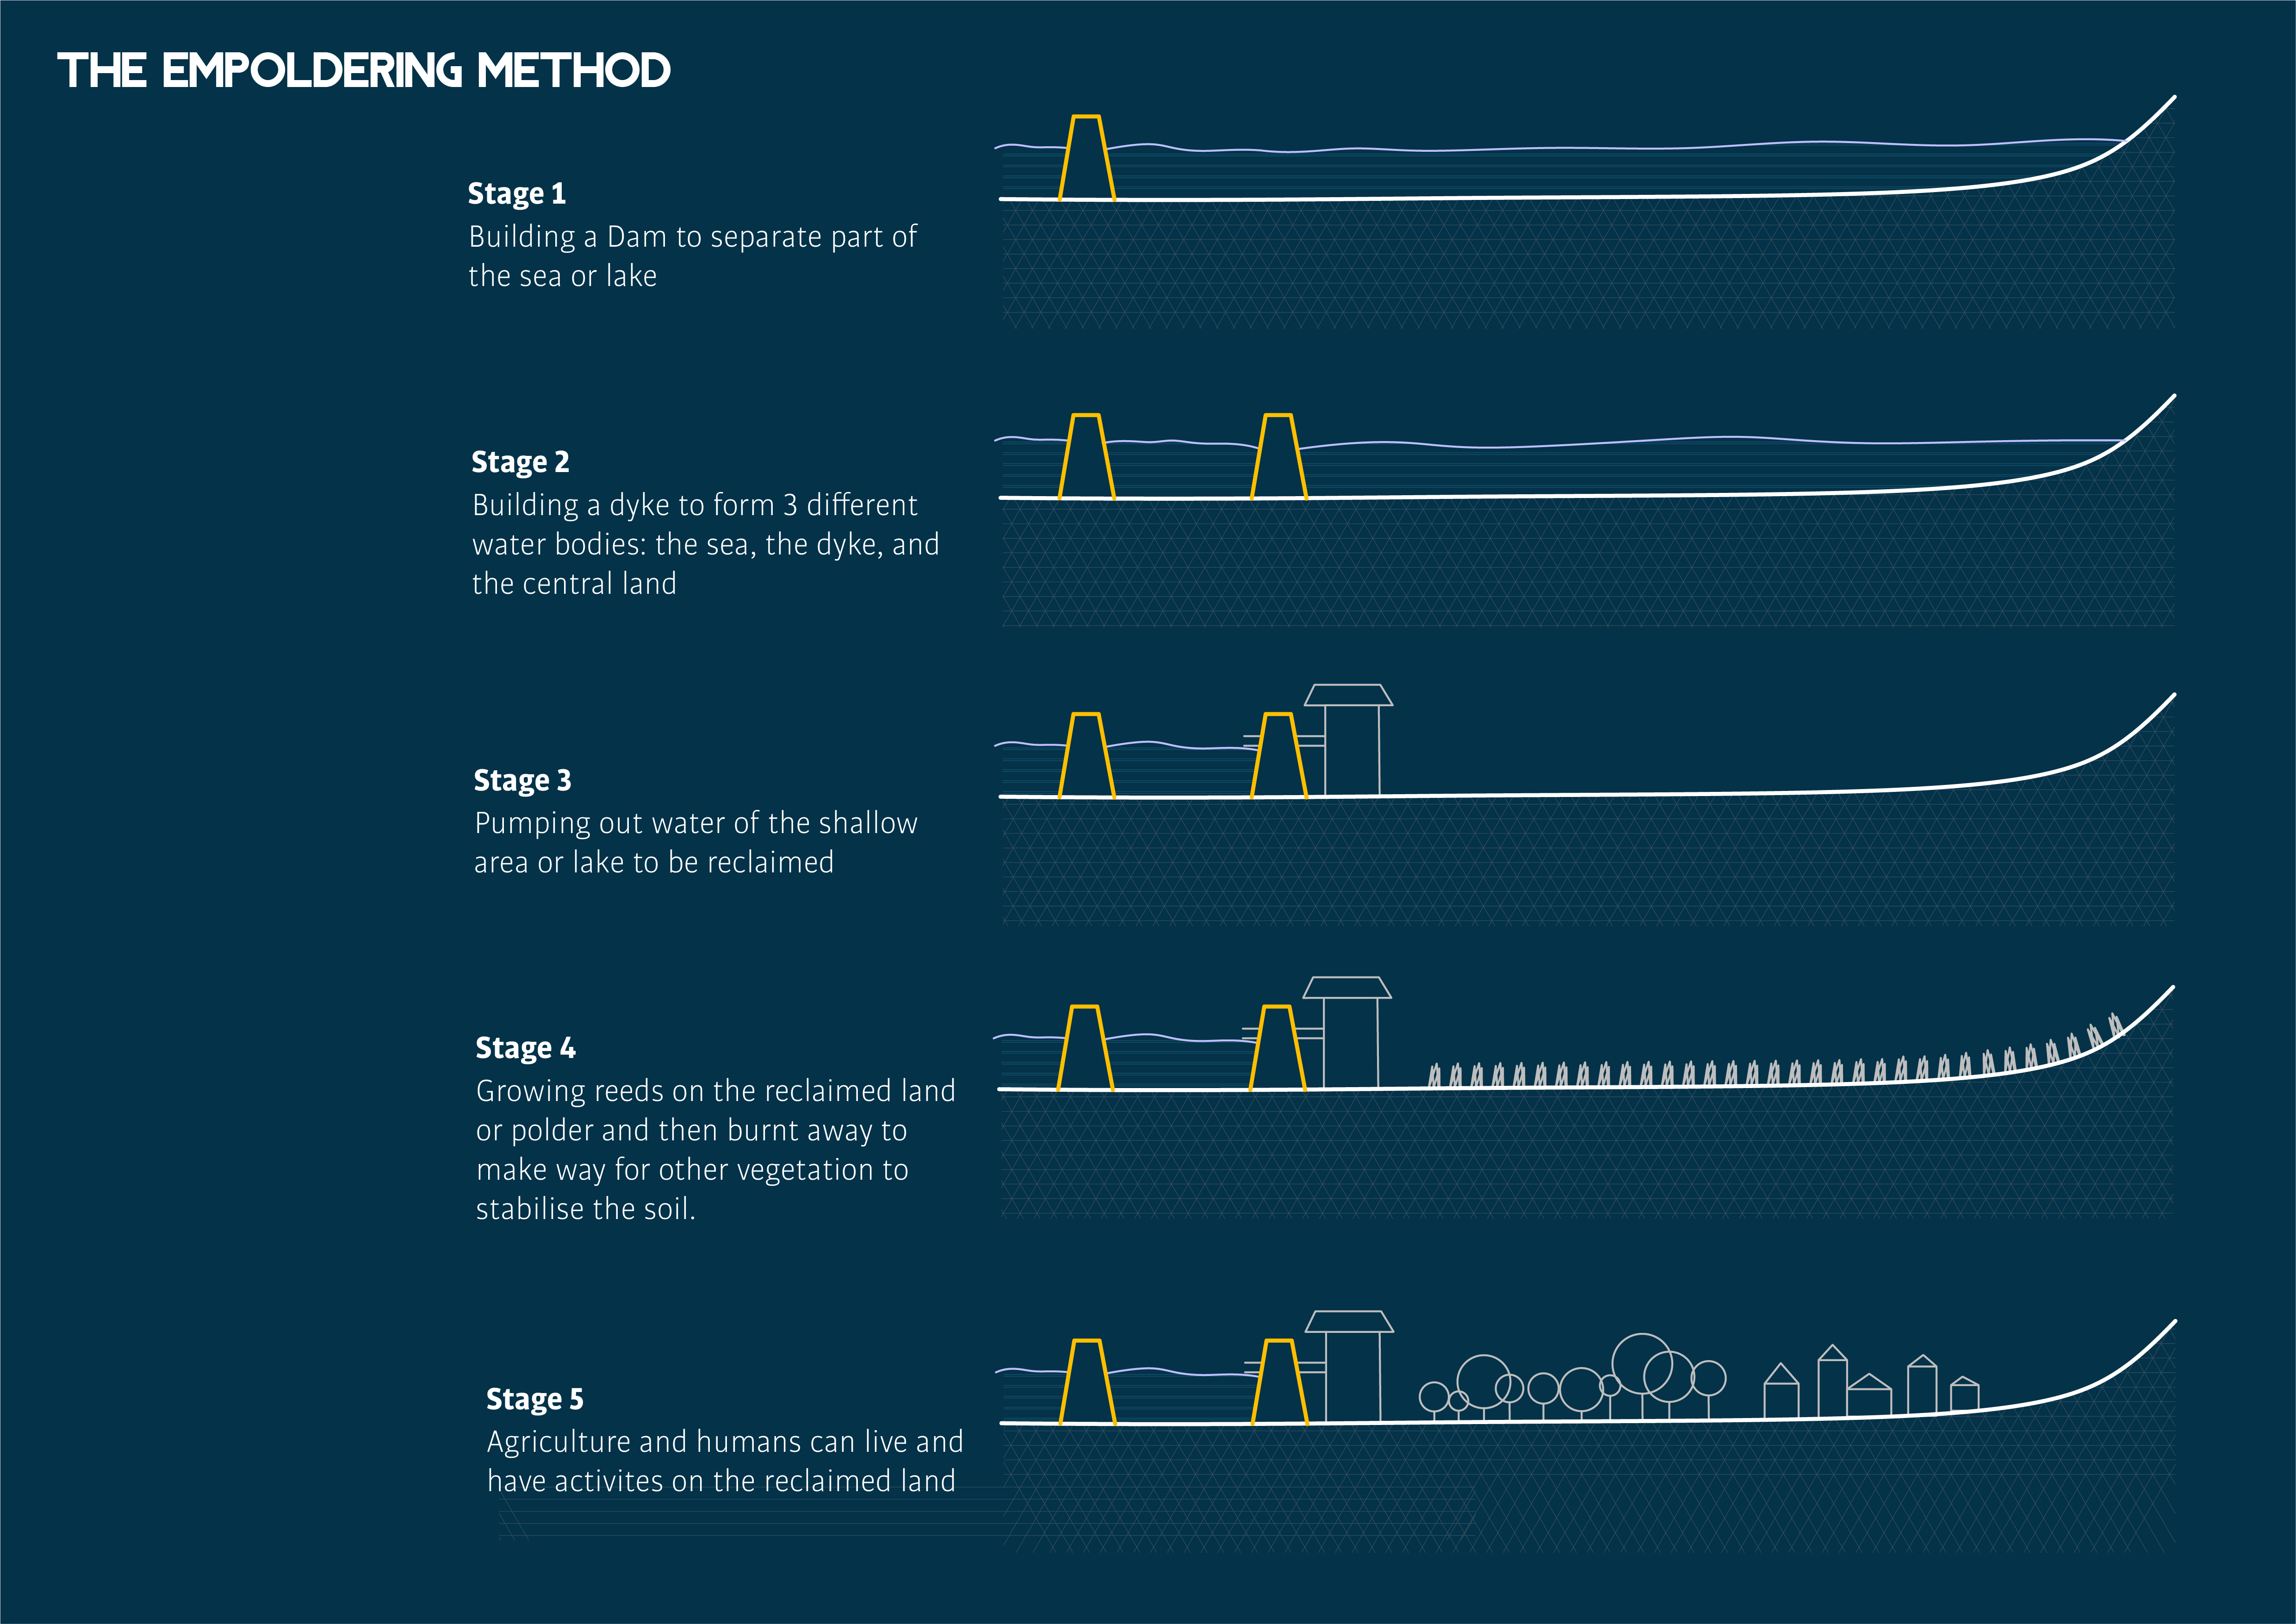 THE EMPOLDERING METHOD
Stage 1
Building a Dam to separate part of
the sea or lake
Stage 2
Building a dyke to form 3 different
water bodies: the sea, the dyke, and
the central land
Stage 3
Pumping out water of the shallow
area or lake to be reclaimed
Stage 4
Growing reeds on the reclaimed land
or polder and then burnt away to
make way for other vegetation to
stabilise the soil.
Stage 5
Agriculture and humans can live and
have activites on the reclaimed land